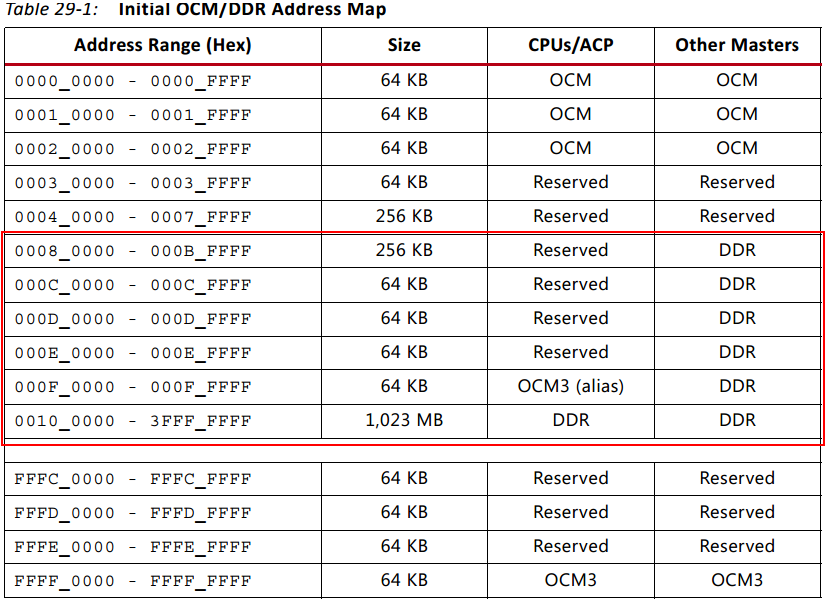 Table 29-1: Initial OCM/DDR Address Map
Address Range (Hex) Size CPUs/ACP Other Masters
0000_0000 - 0000_FFFF 64 KB OCM OCM
0001_0000 - 0001_FFFF 64 KB OCM OCM
0002_0000 - 0002_FFFF 64 KB OCM OCM
0003_0000 - 0003_FFFF 64 KB Reserved Reserved
0004_0000 - 0007_FFFF 256 KB Reserved Reserved
0008_0000 - 000B_FFFF 256 KB Reserved DDR
000C_0000 - 000C_FFFF 64 KB Reserved DDR
000D_0000 - 000D_FFFF 64 KB Reserved DDR
000E_0000 - 000E_FFFF 64 KB Reserved DDR
000F_0000 - 000F_FFFF 64 KB OCM3 (alias) DDR
0010_0000 - 3FFF_FFFF 1,023 MB DDR DDR
FFFC_0000 - FFFC_FFFF 64 KB Reserved Reserved
FFFD_0000 - FFFD_FFFF 64 KB Reserved Reserved
FFFE_0000 - FFFE_FFFF 64 KB Reserved Reserved
FFFF_0000 - FFFF_FFFF 64 KB OCM3 OCM3